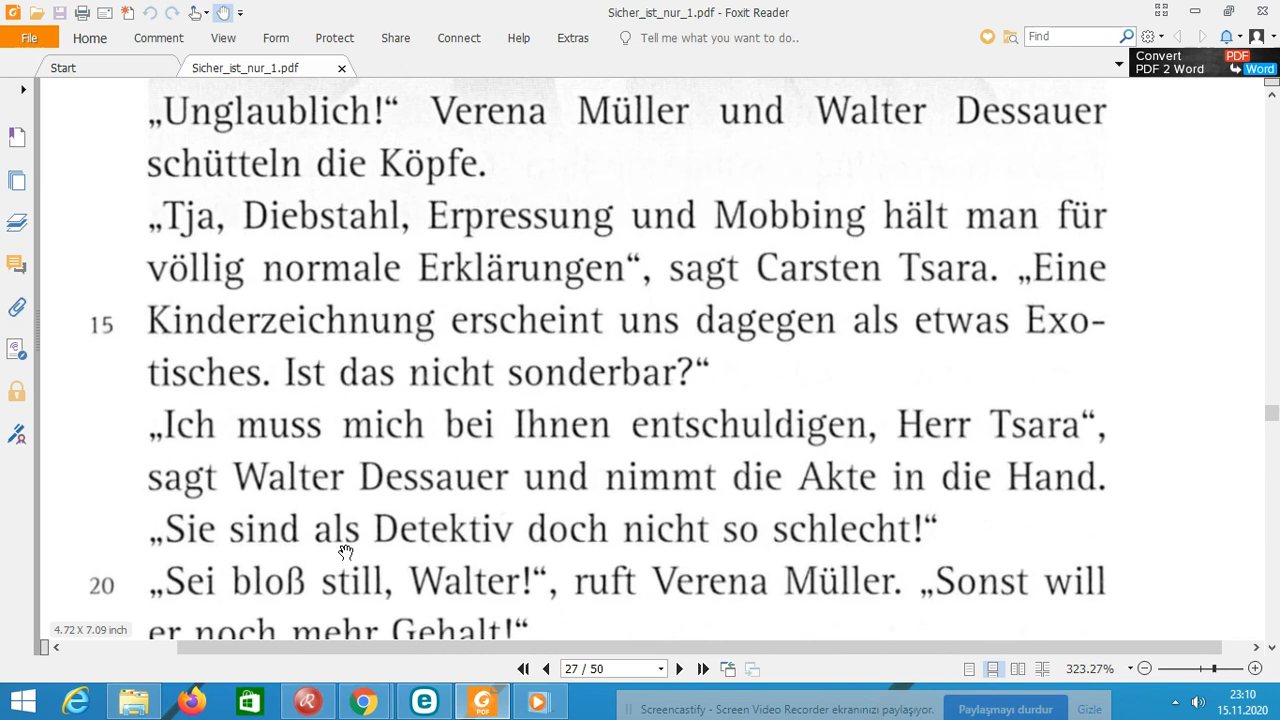 Sicher_ist_nur_1.pdf - Foxit Reader
File Home Comment View Form Protect Share Connect Help Extras Tell me what you want to do.. Find
Start Sicher_ist_nur_1.pdf
Convert PDF
PDF 2 Word Word
„Unglaublich!“ Verena Müller und Walter Dessauer
schütteln die Köpfe.
„Tja, Diebstahl, Erpressung und Mobbing hält man für
völlig normale Erklärungen“, sagt Carsten Tsara. „Eine
15 Kinderzeichnung erscheint uns dagegen als etwas Exo-
tisches. Ist das nicht sonderbar?“
„Ich muss mich bei Ihnen entschuldigen, Herr Tsara“,
sagt Walter Dessauer und nimmt die Akte in die Hand.
„Sie sind als Detektiv doch nicht so schlecht!“
20 „Sei bloß still, Walter!“, ruft Verena Müller. „Sonst will
er noch mehr Gehalt!“
4.72 X 7.09 inch
27 / 50
323.27%
Screencastify - Screen Video Recorder ekranınızı paylaşıyor. Paylaşmayı durdur Gizle
23:10
15.11.2020